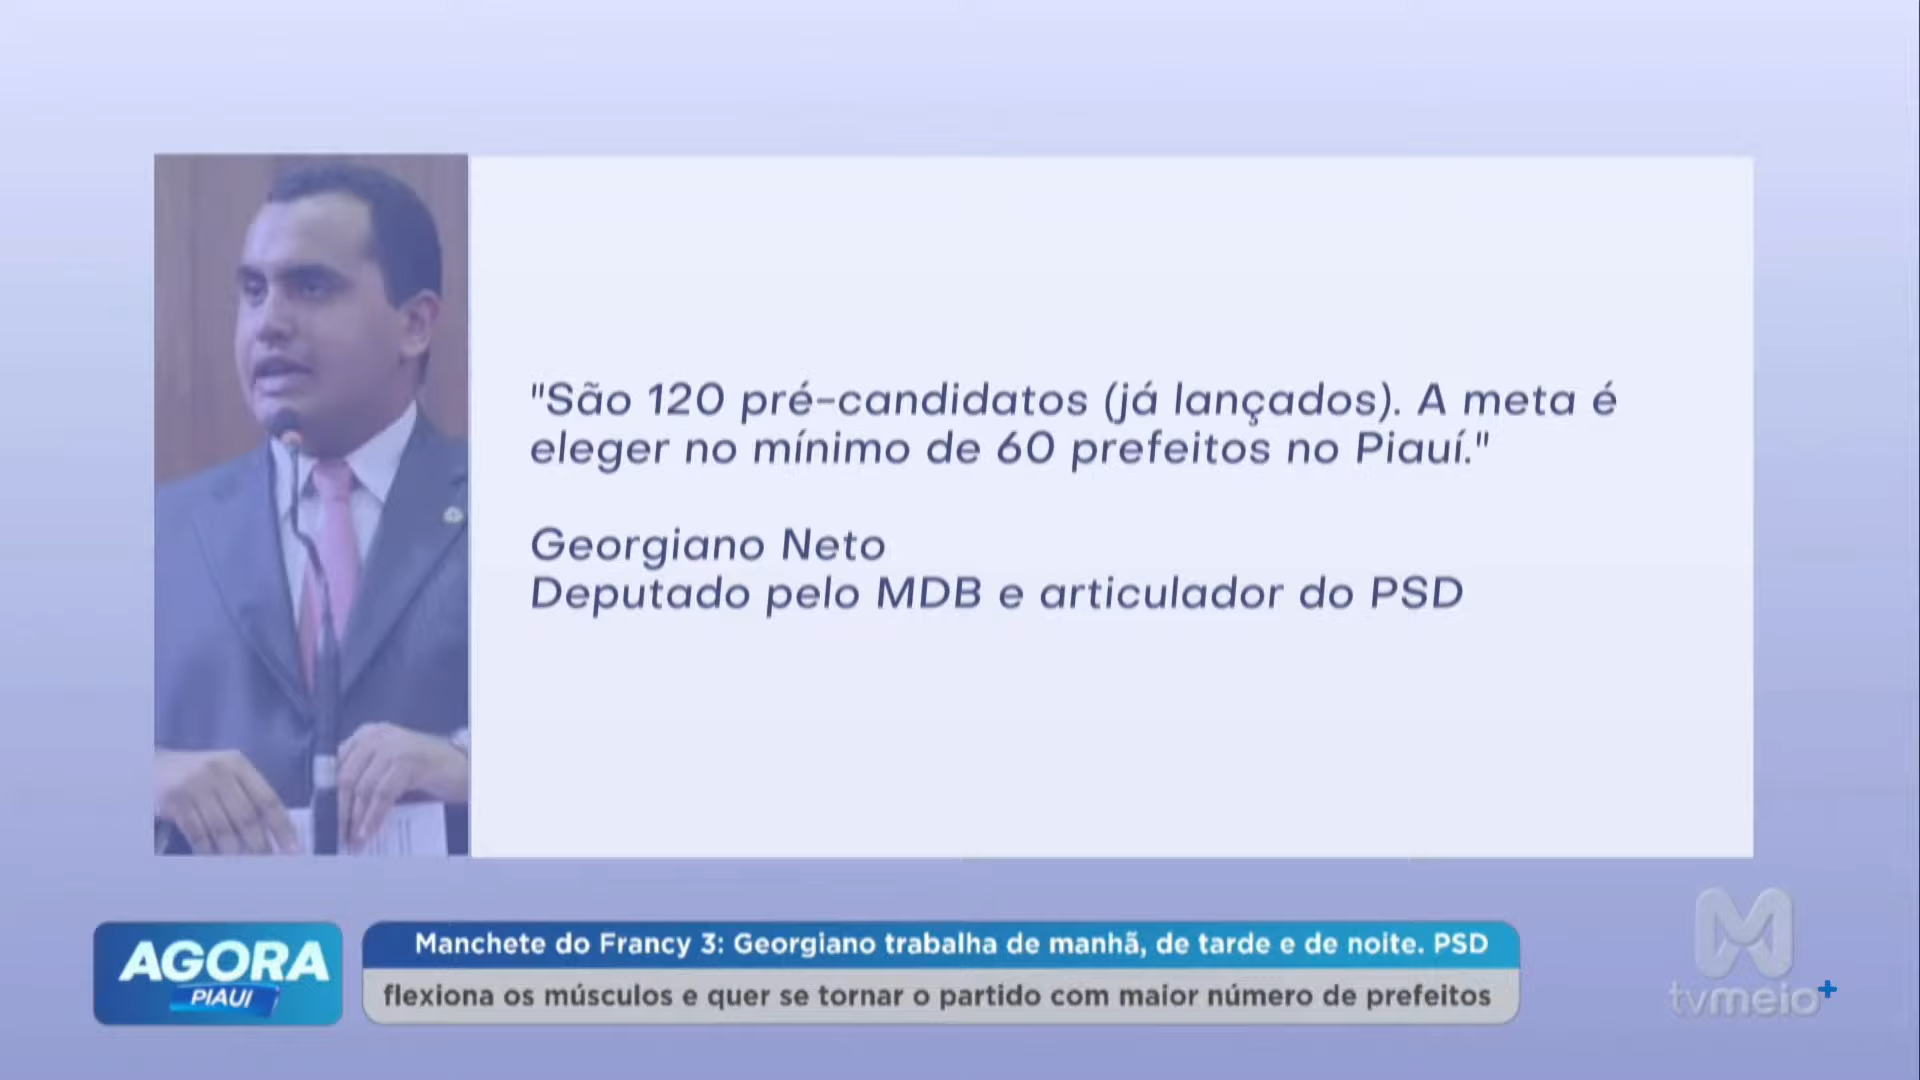 "São 120 pré-candidatos (já lançados). A meta é
eleger no mínimo de 60 prefeitos no Piauí."
Georgiano Neto
Deputado pelo MDB e articulador do PSD
AGORA
PIAUI
Manchete do Francy 3: Georgiano trabalha de manhã, de tarde e de noite. PSD
flexiona os músculos e quer se tornar o partido com maior número de prefeitos
M
tvmeio+